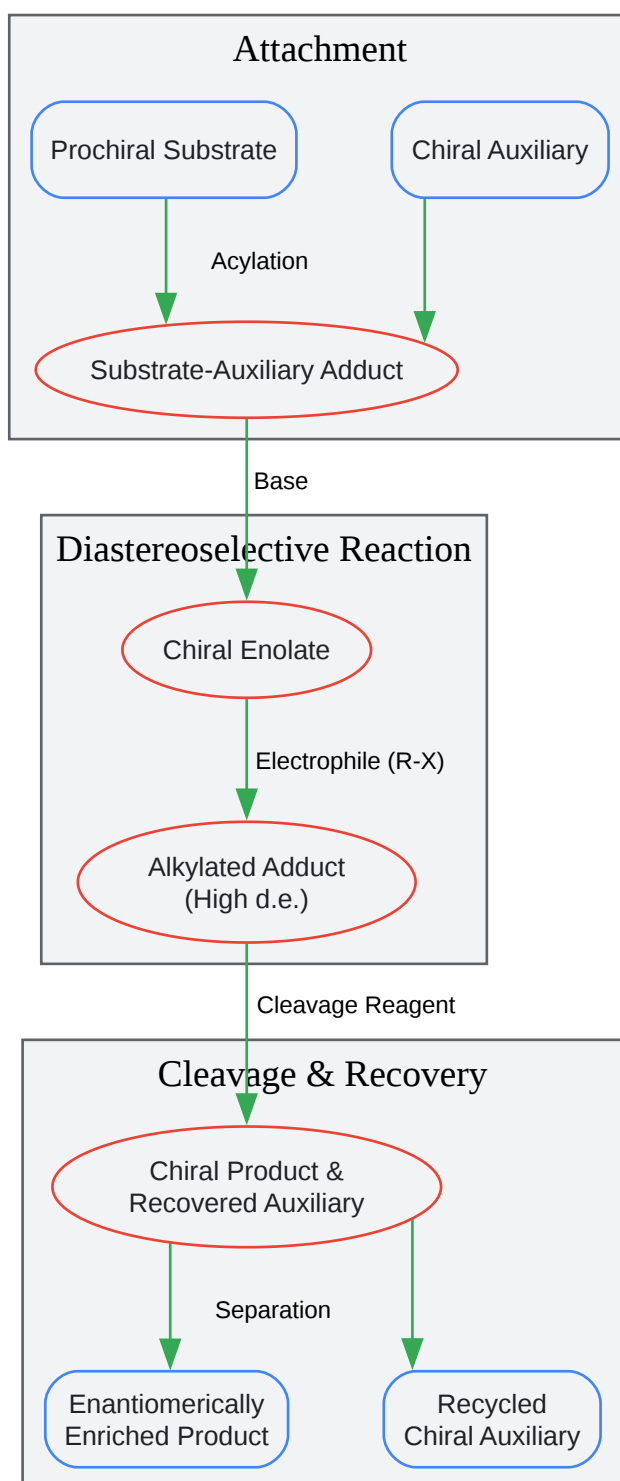 Attachment
Prochiral Substrate
Chiral Auxiliary
Acylation
Substrate-Auxiliary Adduct
Base
Diastereoselective Reaction
Chiral Enolate
Electrophile (R-X)
Alkylated Adduct
(High d.e.)
Cleavage Reagent
Cleavage & Recovery
Chiral Product &
Recovered Auxiliary
Separation
Enantiomerically
Enriched Product
Recycled
Chiral Auxiliary